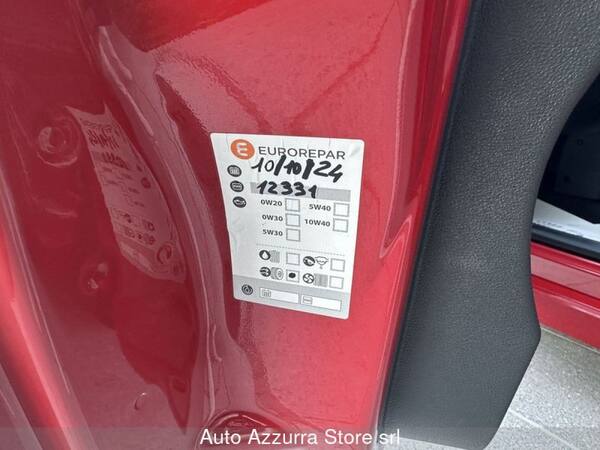 EUROREPAR
10/10/24
12331
0W20 5W40
0W30 10W40
5W30
Auto Azzurra Store srl